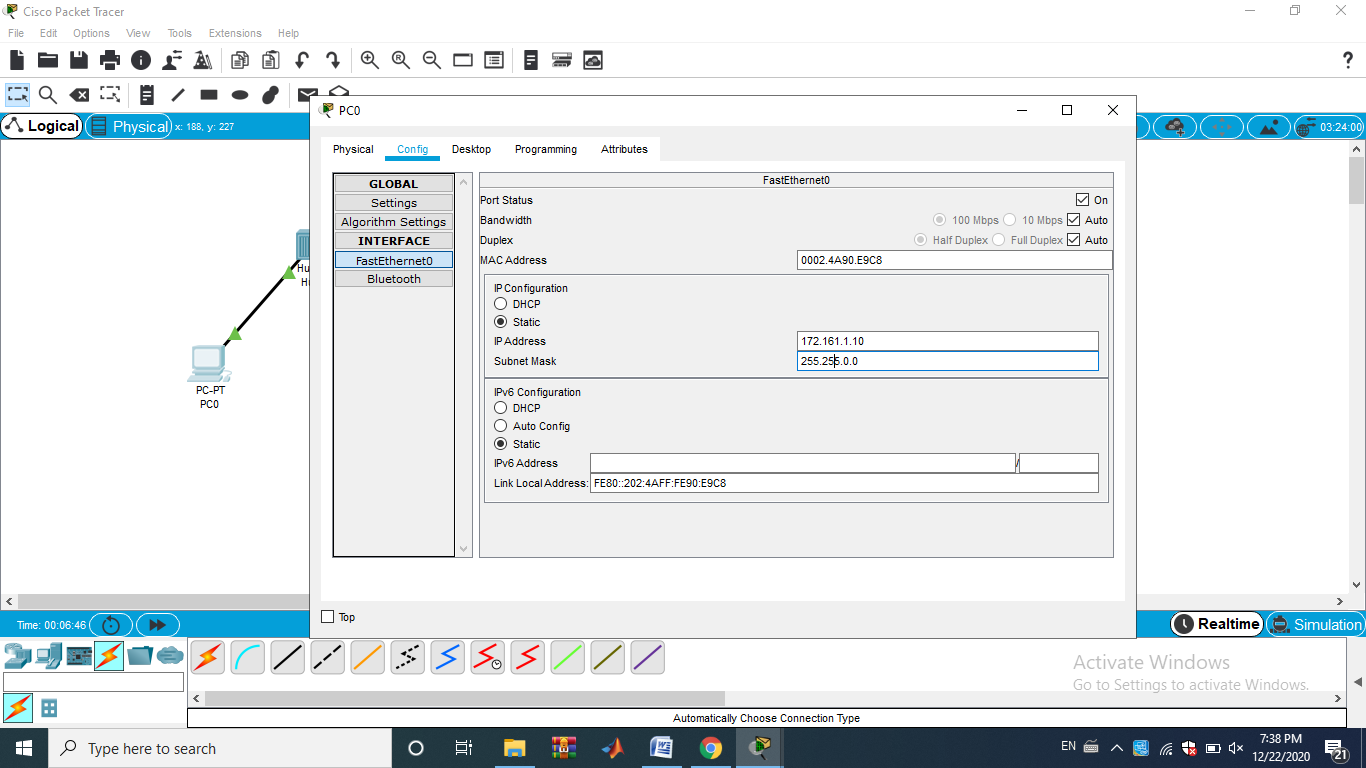 Cisco Packet Tracer
File Edit Options View Tools Extensions Help
?
Logical Physical x: 188, y: 227
03:24:00
PC0
Physical Config Desktop Programming Attributes
GLOBAL
Settings
Algorithm Settings
INTERFACE
FastEthernet0
Bluetooth
FastEthernet0
Port Status On
Bandwidth 100 Mbps 10 Mbps Auto
Duplex Half Duplex Full Duplex Auto
MAC Address 0002.4A90.E9C8
IP Configuration
DHCP
Static
IP Address 172.161.1.10
Subnet Mask 255.255.0.0
IPv6 Configuration
DHCP
Auto Config
Static
IPv6 Address /
Link Local Address: FE80::202:4AFF:FE90:E9C8
Top
Hu
H
PC-PT
PC0
Time: 00:06:46
Realtime Simulation
Activate Windows
Go to Settings to activate Windows.
Automatically Choose Connection Type
Type here to search
EN
7:38 PM
12/22/2020
21